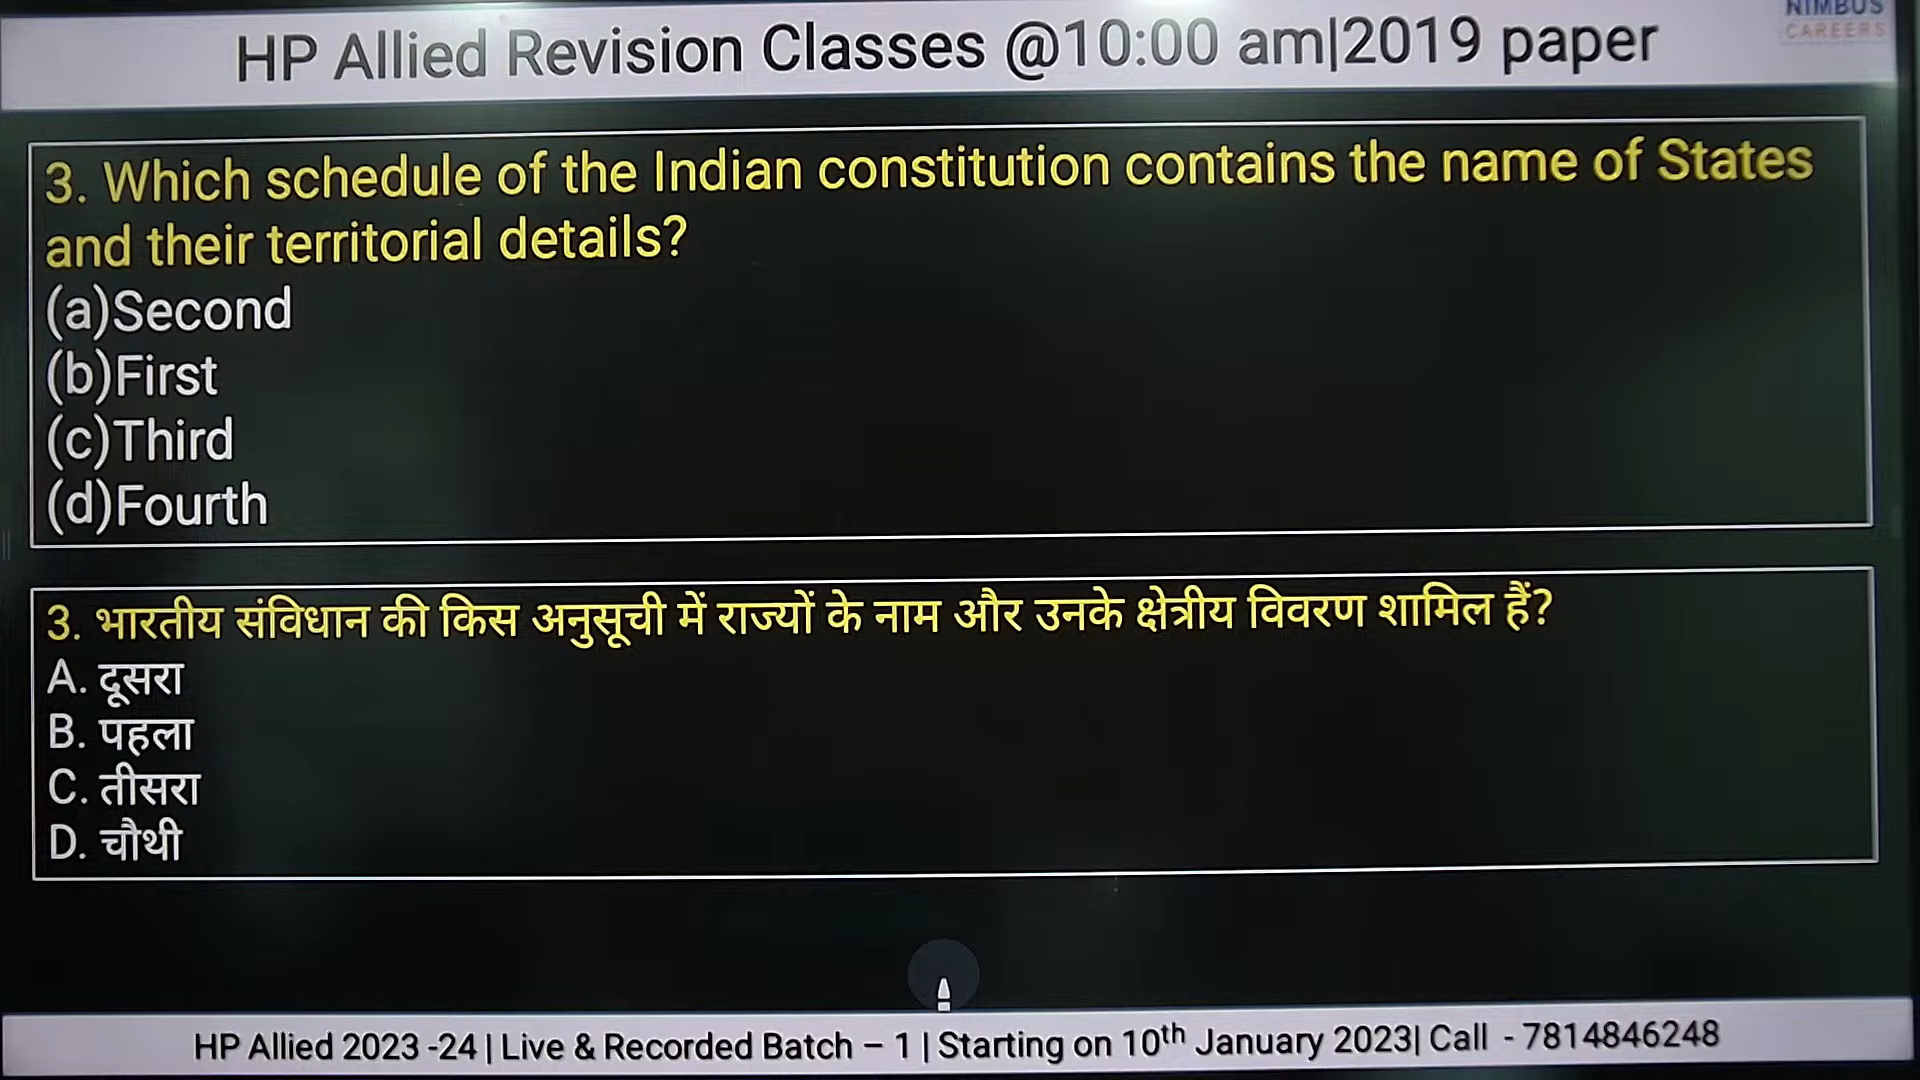 NIMBUS
CAREERS
HP Allied Revision Classes @10:00 am|2019 paper
3. Which schedule of the Indian constitution contains the name of States
and their territorial details?
(a)Second
(b)First
(c)Third
(d)Fourth
3. भारतीय संविधान की किस अनुसूची में राज्यों के नाम और उनके क्षेत्रीय विवरण शामिल हैं?
A. दूसरा
B. पहला
C. तीसरा
D. चौथी
HP Allied 2023 -24 | Live & Recorded Batch – 1 | Starting on 10th January 2023| Call - 7814846248